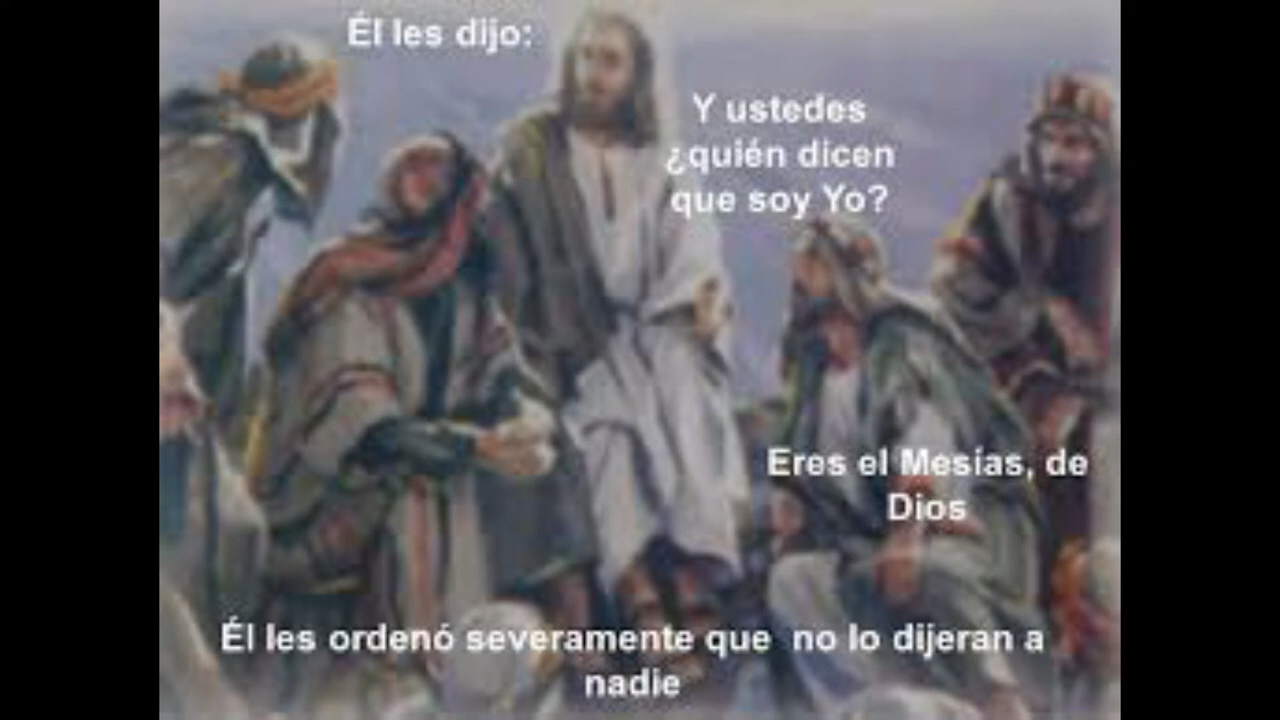 Él les dijo:
Y ustedes
¿quién dicen
que soy Yo?
Eres el Mesías, de
Dios
Él les ordenó severamente que no lo dijeran a
nadie